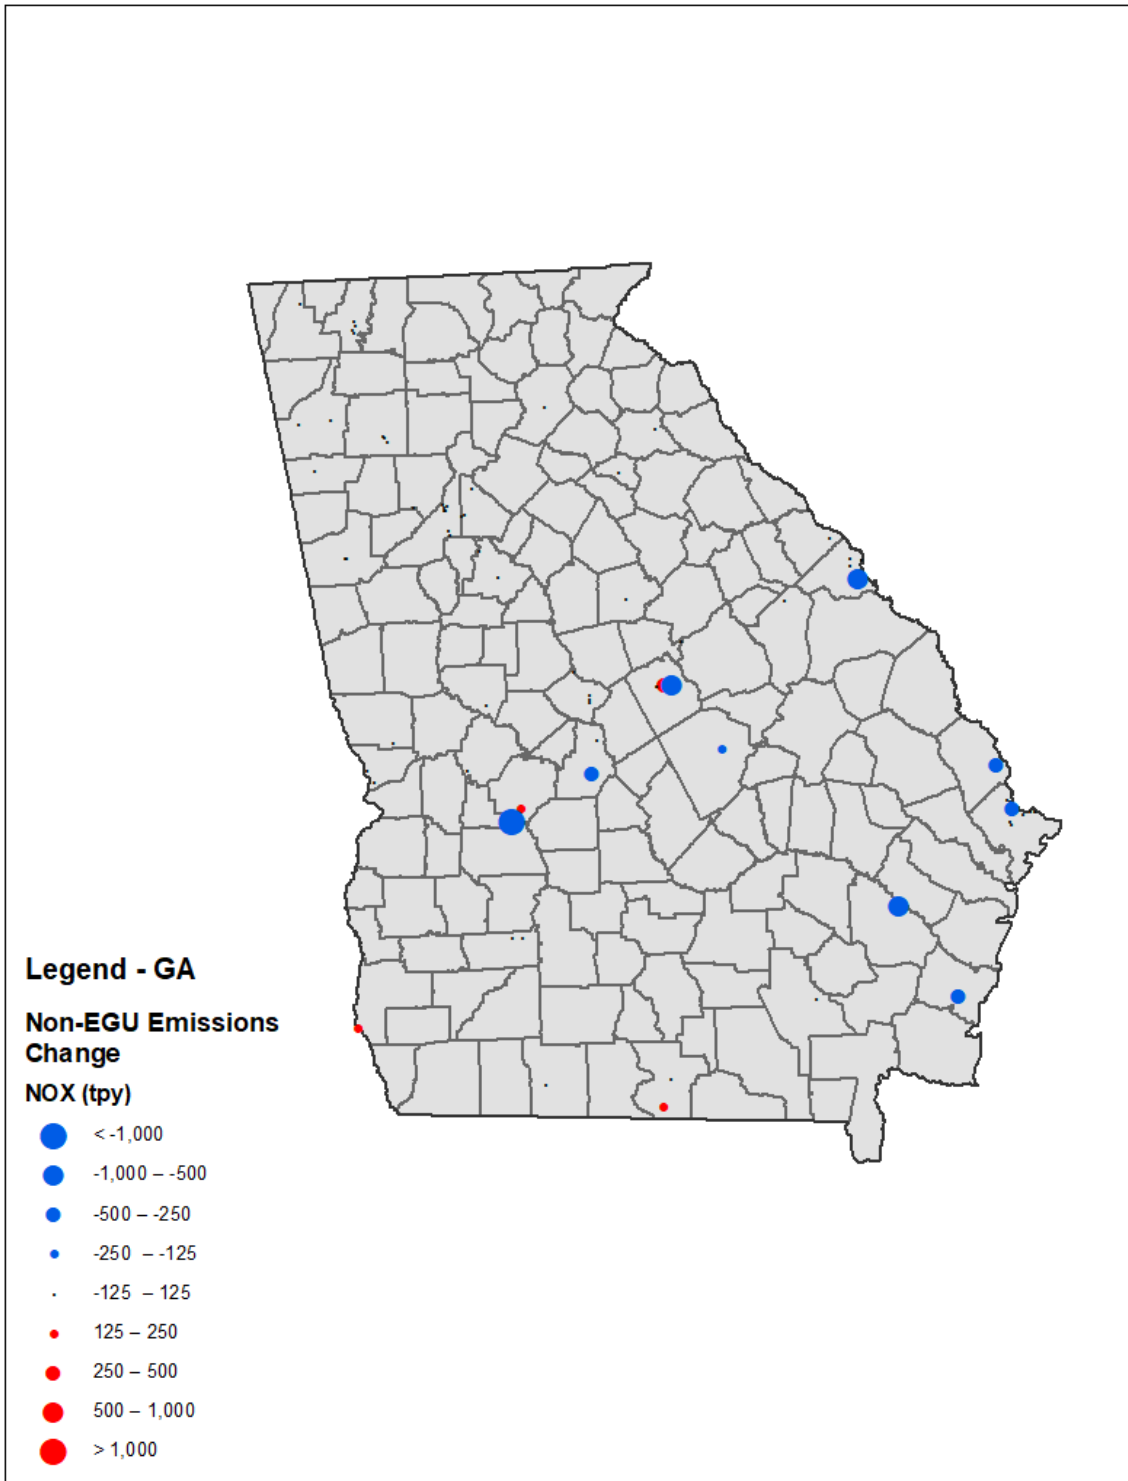 Legend - GA
Non-EGU Emissions
Change
NOX (tpy)
< -1,000
-1,000 – -500
-500 – -250
-250 – -125
-125 – 125
125 – 250
250 – 500
500 – 1,000
> 1,000